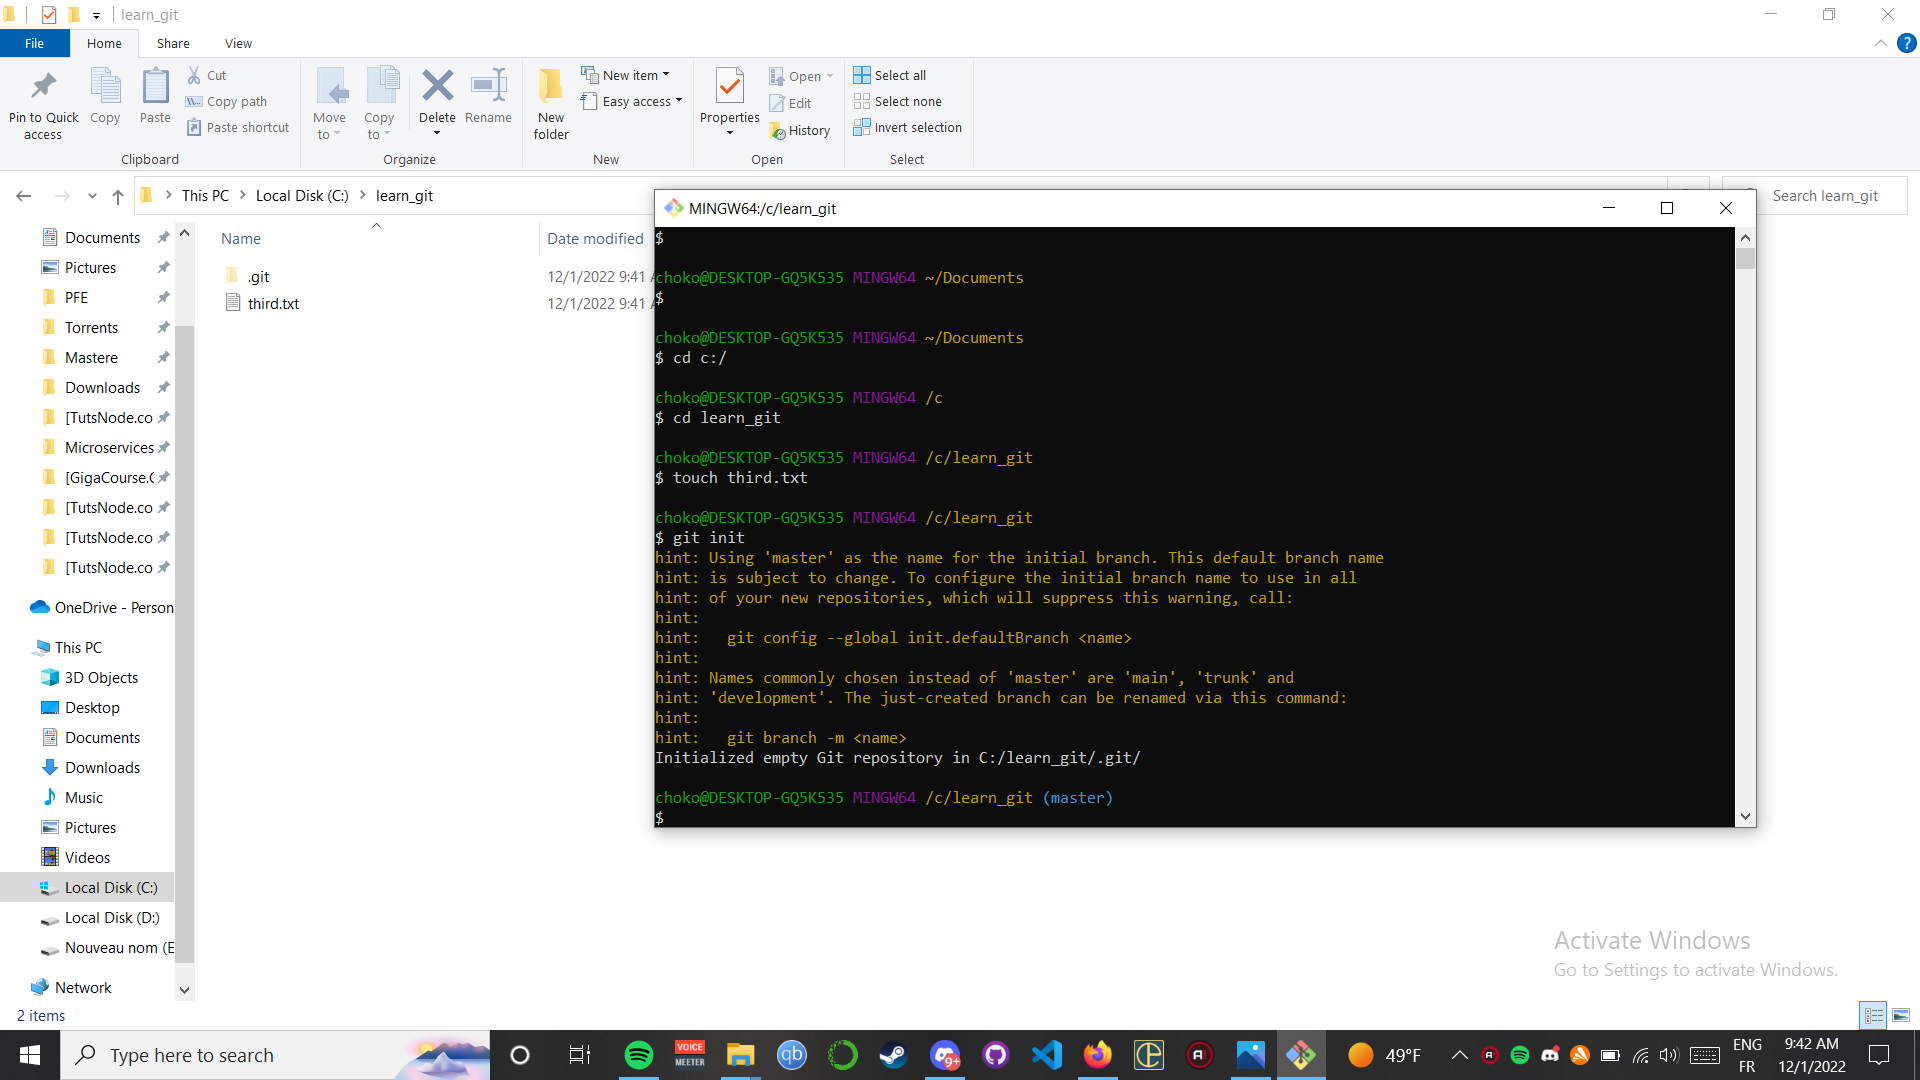 learn_git
File
Home
Share
View
Pin to Quick access
Copy
Paste
Cut
Copy path
Paste shortcut
Clipboard
Move to
Copy to
Delete
Rename
Organize
New folder
New item
Easy access
New
Properties
Open
Edit
History
Open
Select all
Select none
Invert selection
Select
This PC > Local Disk (C:) > learn_git
Search learn_git
Documents
Pictures
PFE
Torrents
Mastere
Downloads
[TutsNode.co
Microservices
[GigaCourse.C
[TutsNode.co
[TutsNode.co
[TutsNode.co
OneDrive - Person
This PC
3D Objects
Desktop
Documents
Downloads
Music
Pictures
Videos
Local Disk (C:)
Local Disk (D:)
Nouveau nom (E
Network
2 items
Name
Date modified
.git
12/1/2022 9:41
third.txt
12/1/2022 9:41
MINGW64:/c/learn_git
$
choko@DESKTOP-GQ5K535 MINGW64 ~/Documents
$
choko@DESKTOP-GQ5K535 MINGW64 ~/Documents
$ cd c:/
choko@DESKTOP-GQ5K535 MINGW64 /c
$ cd learn_git
choko@DESKTOP-GQ5K535 MINGW64 /c/learn_git
$ touch third.txt
choko@DESKTOP-GQ5K535 MINGW64 /c/learn_git
$ git init
hint: Using 'master' as the name for the initial branch. This default branch name
hint: is subject to change. To configure the initial branch name to use in all
hint: of your new repositories, which will suppress this warning, call:
hint:
hint:   git config --global init.defaultBranch <name>
hint:
hint: Names commonly chosen instead of 'master' are 'main', 'trunk' and
hint: 'development'. The just-created branch can be renamed via this command:
hint:
hint:   git branch -m <name>
Initialized empty Git repository in C:/learn_git/.git/
choko@DESKTOP-GQ5K535 MINGW64 /c/learn_git (master)
$
Activate Windows
Go to Settings to activate Windows.
Type here to search
VOICE
MEETER
qb
9+
49°F
ENG
FR
9:42 AM
12/1/2022